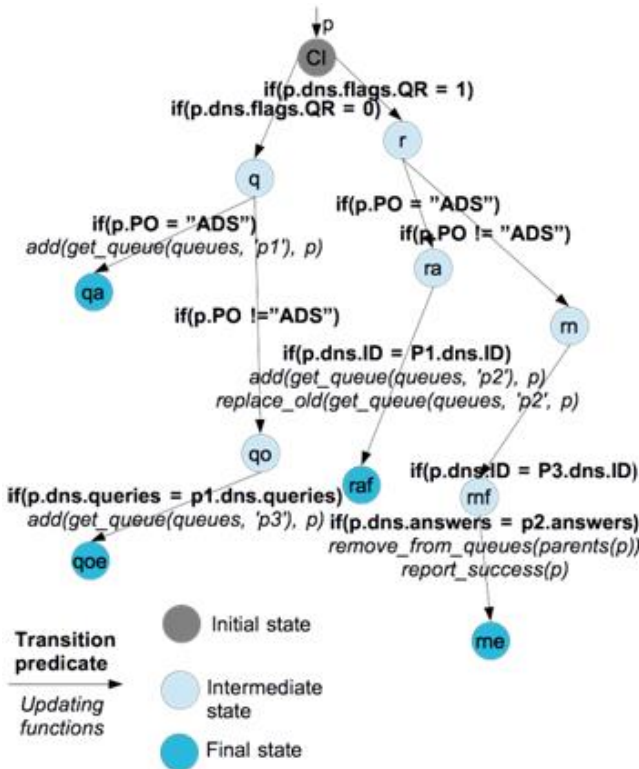 p
CI
if(p.dns.flags.QR = 1)
if(p.dns.flags.QR = 0)
r
q
if(p.PO = ”ADS”)
add(get_queue(queues, 'p1'), p)
if(p.PO = ”ADS”)
if(p.PO != ”ADS”)
qa
ra
rn
if(p.PO !=”ADS”)
if(p.dns.ID = P1.dns.ID)
add(get_queue(queues, 'p2'), p)
replace_old(get_queue(queues, 'p2', p)
qo
raf
if(p.dns.ID = P3.dns.ID)
rnf
if(p.dns.queries = p1.dns.queries)
add(get_queue(queues, 'p3'), p)
if(p.dns.answers = p2.answers)
remove_from_queues(parents(p))
report_success(p)
qoe
rne
Transition
predicate
Updating
functions
Initial state
Intermediate
state
Final state